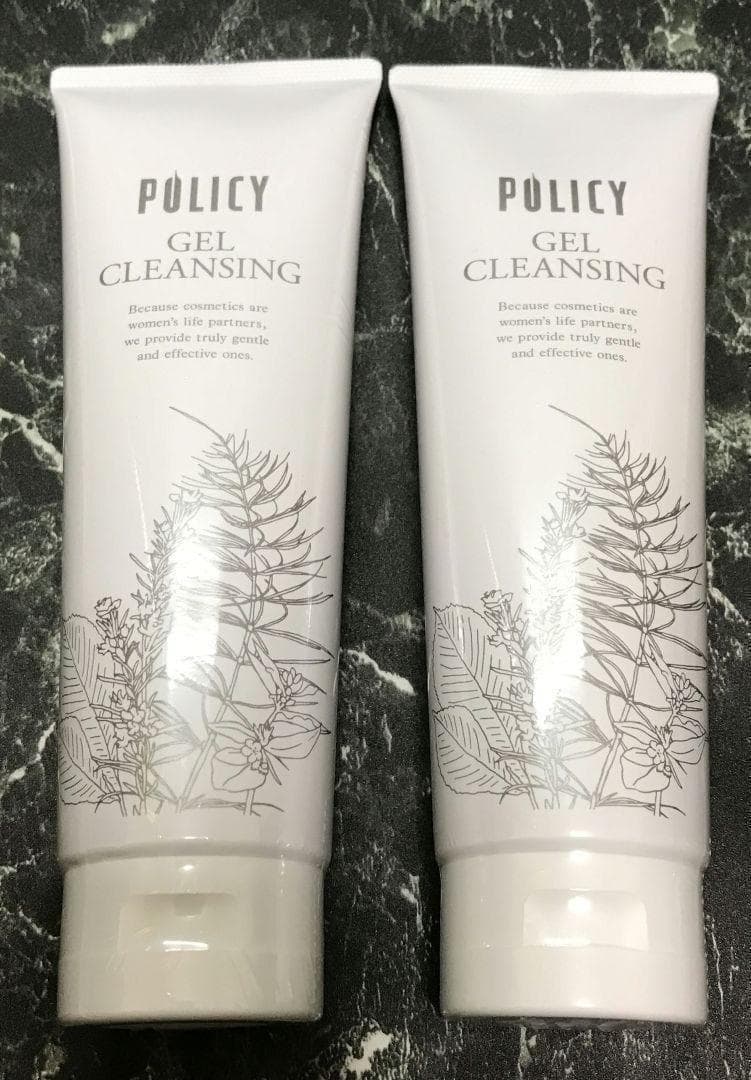 POLICY
GEL
CLEANSING
Because cosmetics are
women's life partners,
we provide truly gentle
and effective ones.
POLICY
GEL
CLEANSING
Because cosmetics are
women's life partners,
we provide truly gentle
and effective ones.